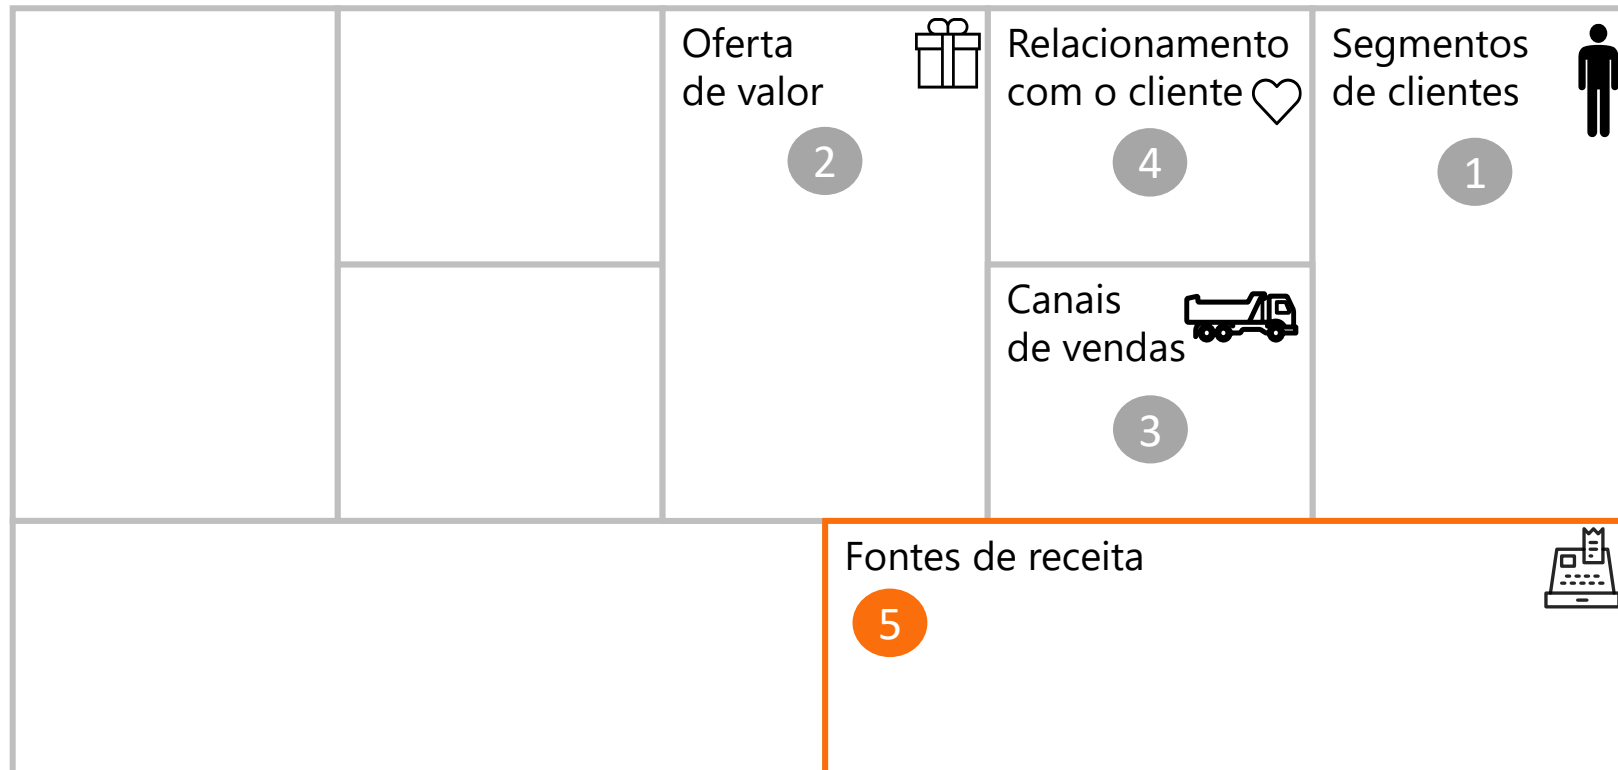 Oferta
de valor
2
Relacionamento
com o cliente
4
Segmentos
de clientes
1
Canais
de vendas
3
Fontes de receita
5